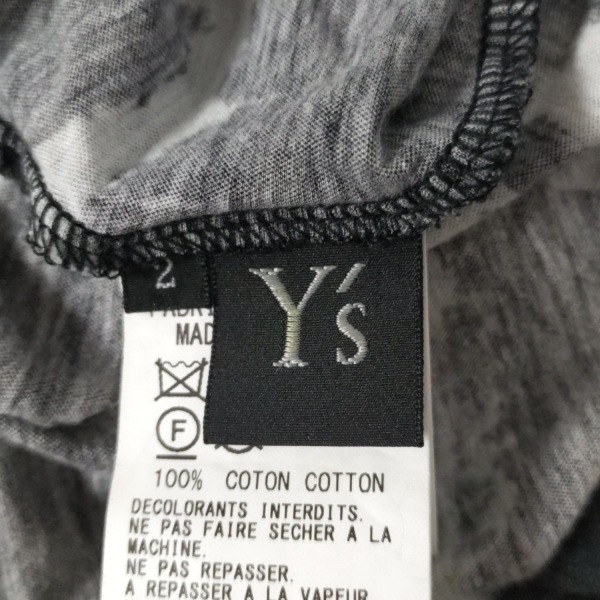 2
Y's
MAD
F
100% COTON COTTON
DECOLORANTS INTERDITS.
NE PAS FAIRE SECHER A LA
MACHINE.
NE PAS REPASSER.
A REPASSER A LA VAPEUR